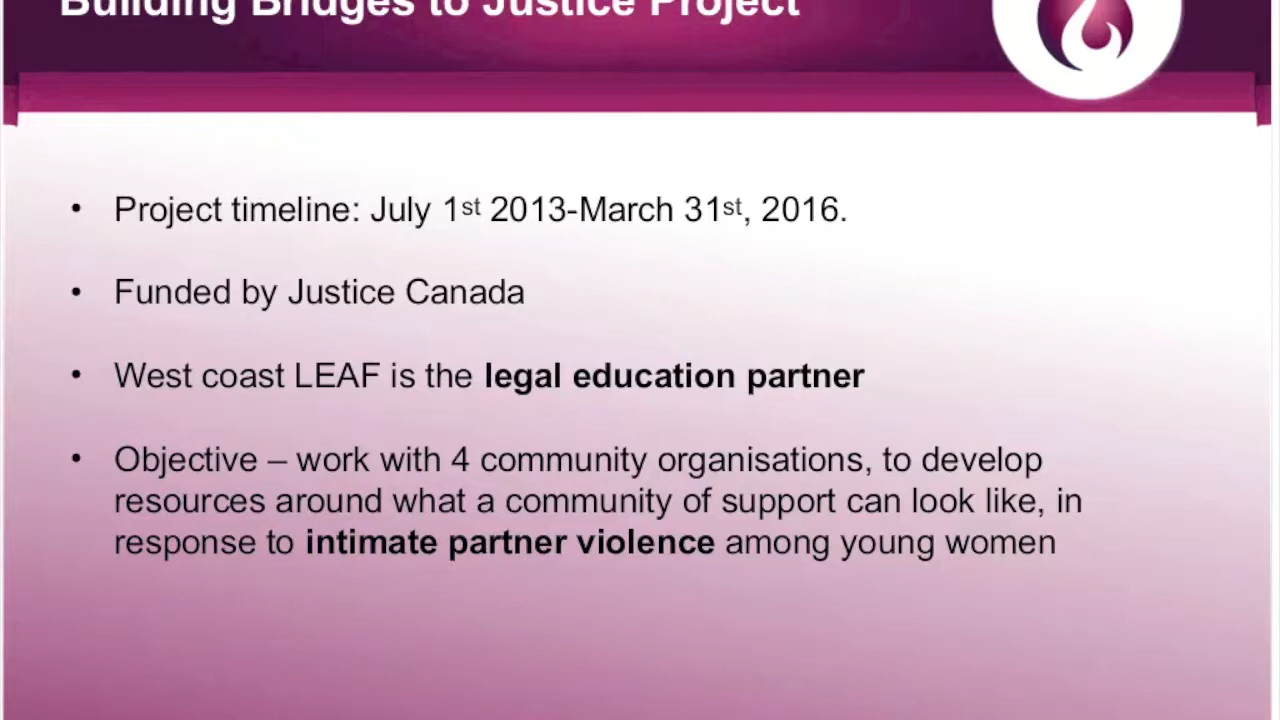 Building Bridges to Justice Project
• Project timeline: July 1st 2013-March 31st, 2016.
• Funded by Justice Canada
• West coast LEAF is the legal education partner
• Objective – work with 4 community organisations, to develop
resources around what a community of support can look like, in
response to intimate partner violence among young women